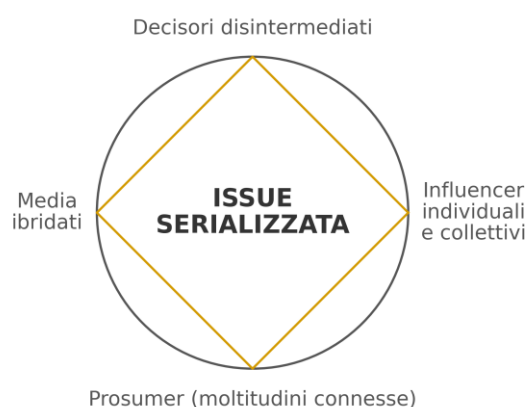 Decisori disintermediati
Media
ibridati
ISSUE
SERIALIZZATA
Influencer
individuali
e collettivi
Prosumer (moltitudini connesse)